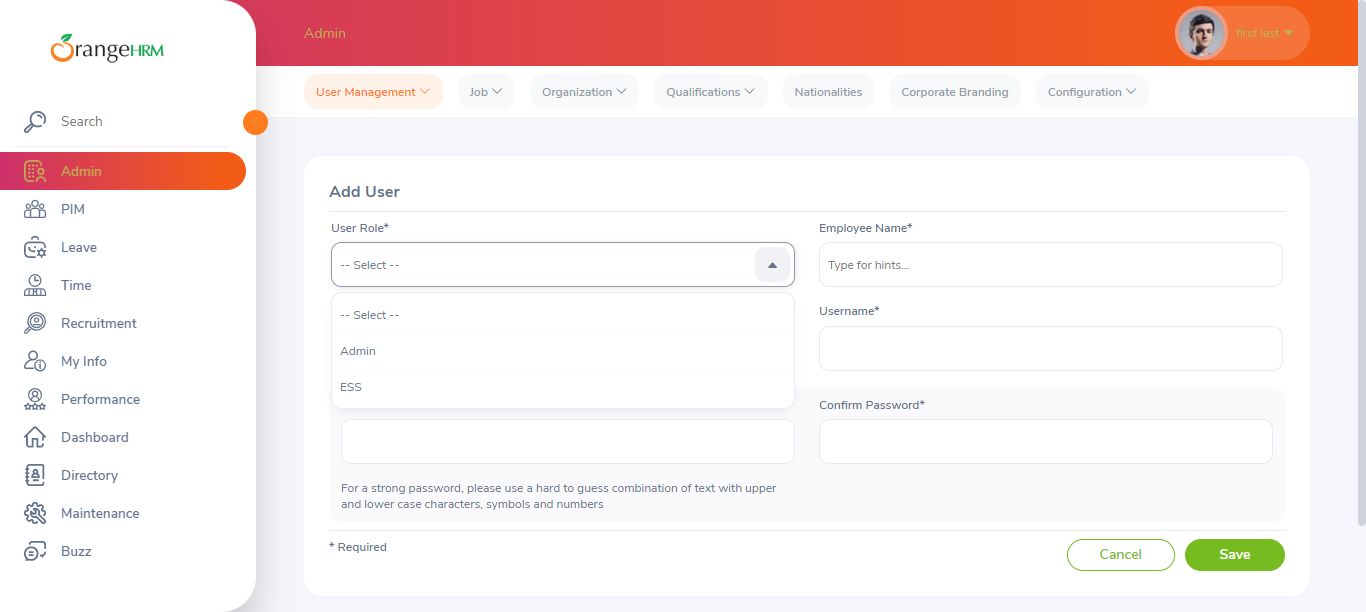 OrangeHRM
Search
Admin
PIM
Leave
Time
Recruitment
My Info
Performance
Dashboard
Directory
Maintenance
Buzz
Admin
first last
User Management
Job
Organization
Qualifications
Nationalities
Corporate Branding
Configuration
Add User
User Role*
-- Select --
-- Select --
Admin
ESS
Employee Name*
Type for hints...
Username*
Confirm Password*
For a strong password, please use a hard to guess combination of text with upper
and lower case characters, symbols and numbers
* Required
Cancel
Save